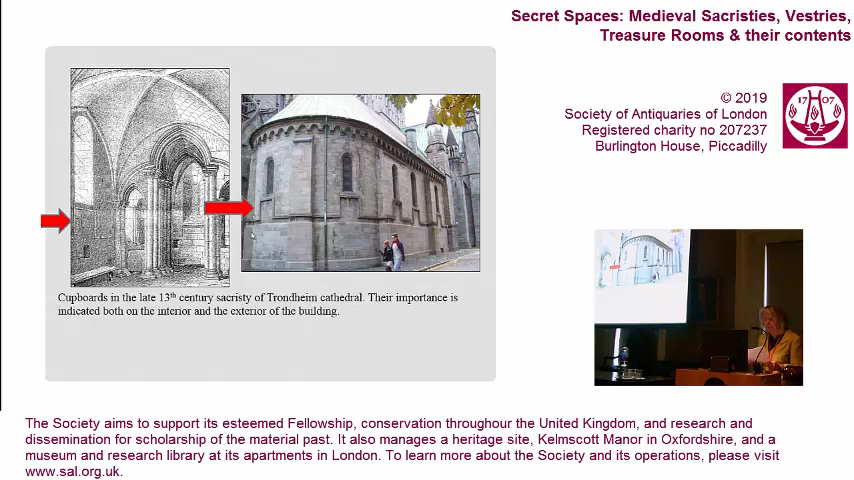 Secret Spaces: Medieval Sacristies, Vestries,
Treasure Rooms & their contents
© 2019
Society of Antiquaries of London
Registered charity no 207237
Burlington House, Piccadilly
17 07
Cupboards in the late 13th century sacristy of Trondheim cathedral. Their importance is
indicated both on the interior and the exterior of the building.
The Society aims to support its esteemed Fellowship, conservation throughour the United Kingdom, and research and
dissemination for scholarship of the material past. It also manages a heritage site, Kelmscott Manor in Oxfordshire, and a
museum and research library at its apartments in London. To learn more about the Society and its operations, please visit
www.sal.org.uk.